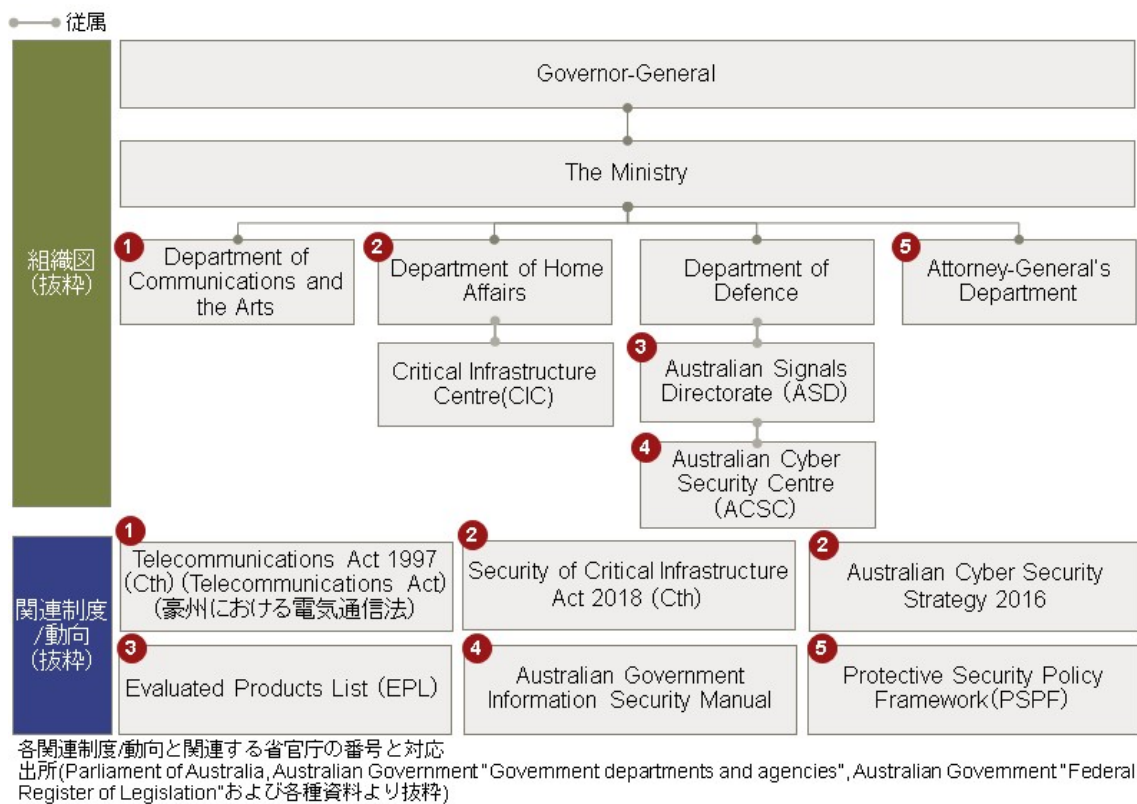 従属
組織図
(抜粋)
Governor-General
The Ministry
1
Department of
Communications and
the Arts
2
Department of Home
Affairs
Department of
Defence
5
Attorney-General's
Department
Critical Infrastructure
Centre(CIC)
3
Australian Signals
Directorate (ASD)
4
Australian Cyber
Security Centre
(ACSC)
関連制度
/動向
(抜粋)
1
Telecommunications Act 1997
(Cth) (Telecommunications Act)
(豪州における電気通信法)
2
Security of Critical Infrastructure
Act 2018 (Cth)
2
Australian Cyber Security
Strategy 2016
3
Evaluated Products List (EPL)
4
Australian Government
Information Security Manual
5
Protective Security Policy
Framework(PSPF)
各関連制度/動向と関連する省官庁の番号と対応
出所(Parliament of Australia, Australian Government "Government departments and agencies", Australian Government "Federal
Register of Legislation"および各種資料より抜粋)